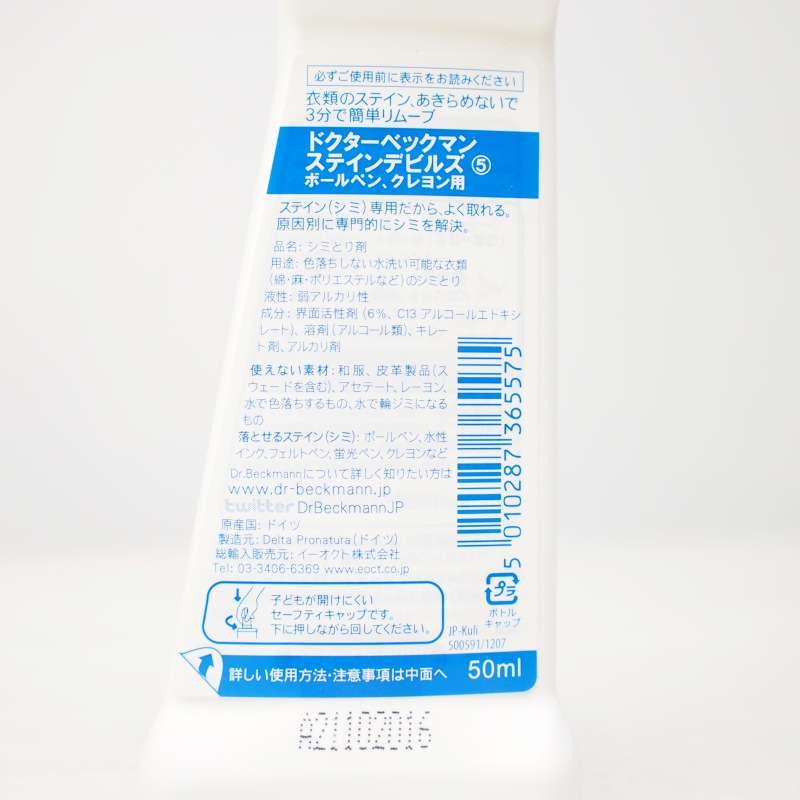 必ずご使用前に表示をお読みください
衣類のステイン、あきらめないで
3分で簡単リムーブ
ドクターベックマン
ステインデビルズ ⑤
ボールペン、クレヨン用
ステイン(シミ)専用だから、よく取れる。
原因別に専門的にシミを解決。
品名: シミとり剤
用途: 色落ちしない水洗い可能な衣類
(綿・麻・ポリエステルなど)のシミとり
液性: 弱アルカリ性
成分: 界面活性剤 (6%、C13 アルコールエトキシ
レート)、溶剤(アルコール類)、キレー
ト剤、アルカリ剤
使えない素材: 和服、皮革製品(ス
ウェードを含む)、アセテート、レーヨン、
水で色落ちするもの、水で輪ジミになる
もの
落とせるステイン(シミ): ボールペン、水性
インク、フェルトペン、蛍光ペン、クレヨンなど
Dr.Beckmannについて詳しく知りたい方は
www.dr-beckmann.jp
twitter DrBeckmannJP
原産国: ドイツ
製造元: Delta Pronatura(ドイツ)
総輸入販売元: イーオクト株式会社
Tel: 03-3406-6369 www.eoct.co.jp
5 010287 365575
プラ
ボトル
キャップ
子どもが開けにくい
セーフティキャップです。
下に押しながら回してください。
JP-Kuli
500591/1207
詳しい使用方法・注意事項は中面へ 50ml
A21102016